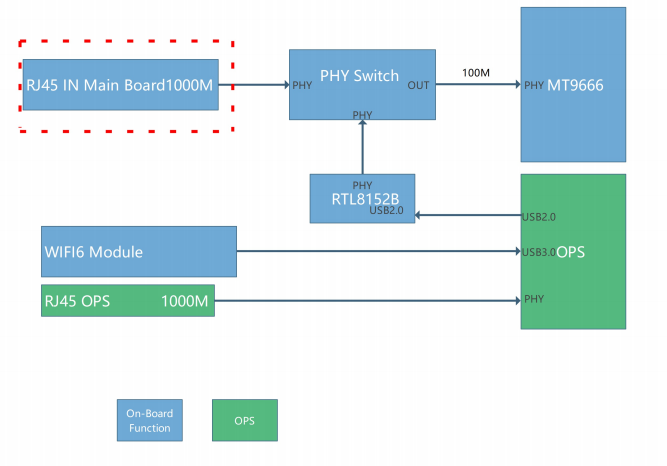 RJ45 IN Main Board1000M
PHY Switch
PHY
OUT
PHY
100M
PHY MT9666
PHY
RTL8152B
USB2.0
USB2.0
WIFI6 Module
USB3.0 OPS
RJ45 OPS 1000M
PHY
On-Board
Function
OPS